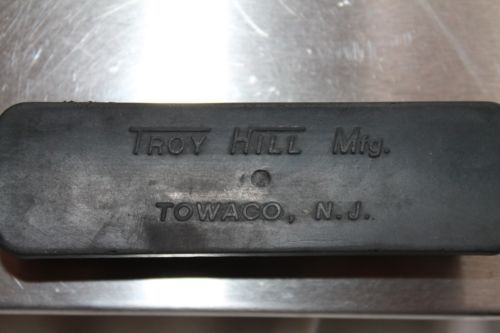 TROY HILL Mfg.
TOWACO, N.J.